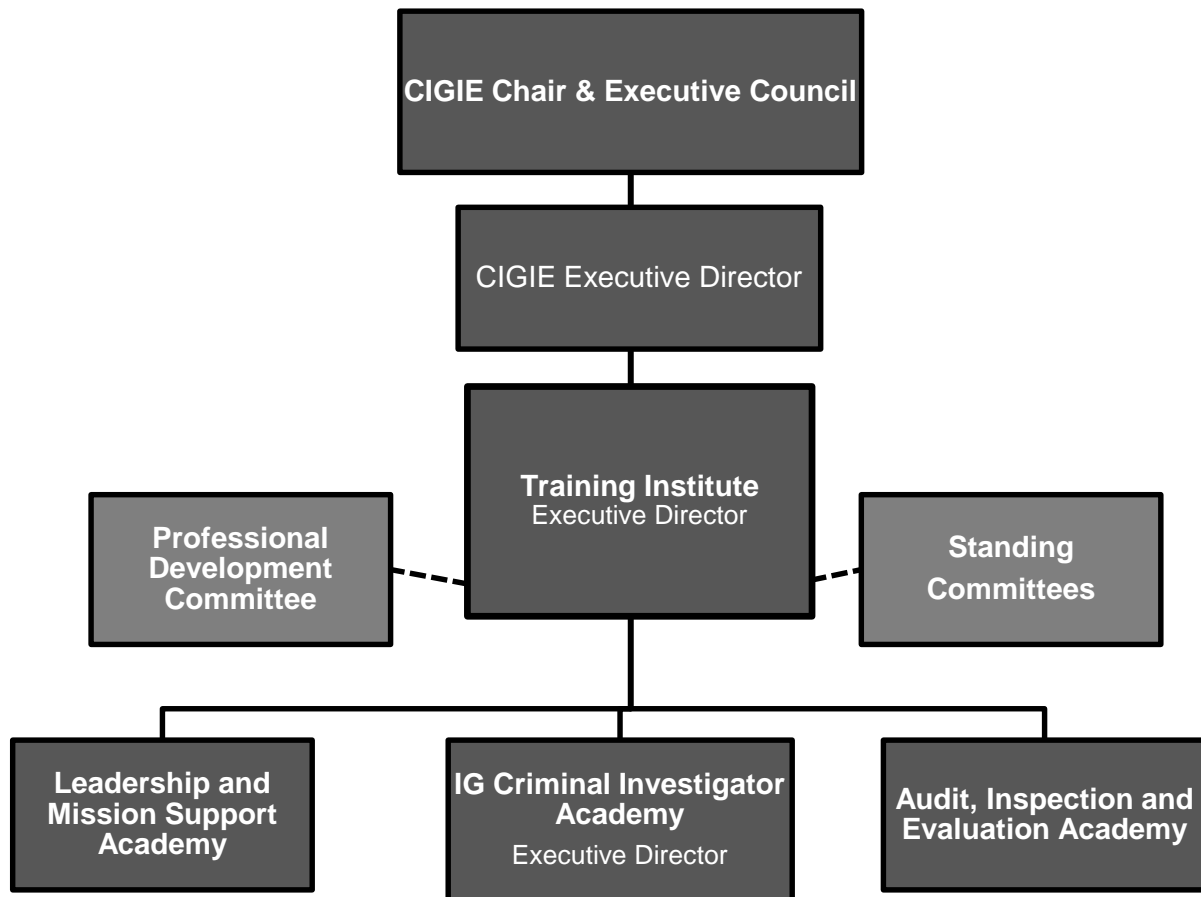 CIGIE Chair & Executive Council
CIGIE Executive Director
Training Institute
Executive Director
Professional
Development
Committee
Standing
Committees
Leadership and
Mission Support
Academy
IG Criminal Investigator
Academy
Executive Director
Audit, Inspection and
Evaluation Academy